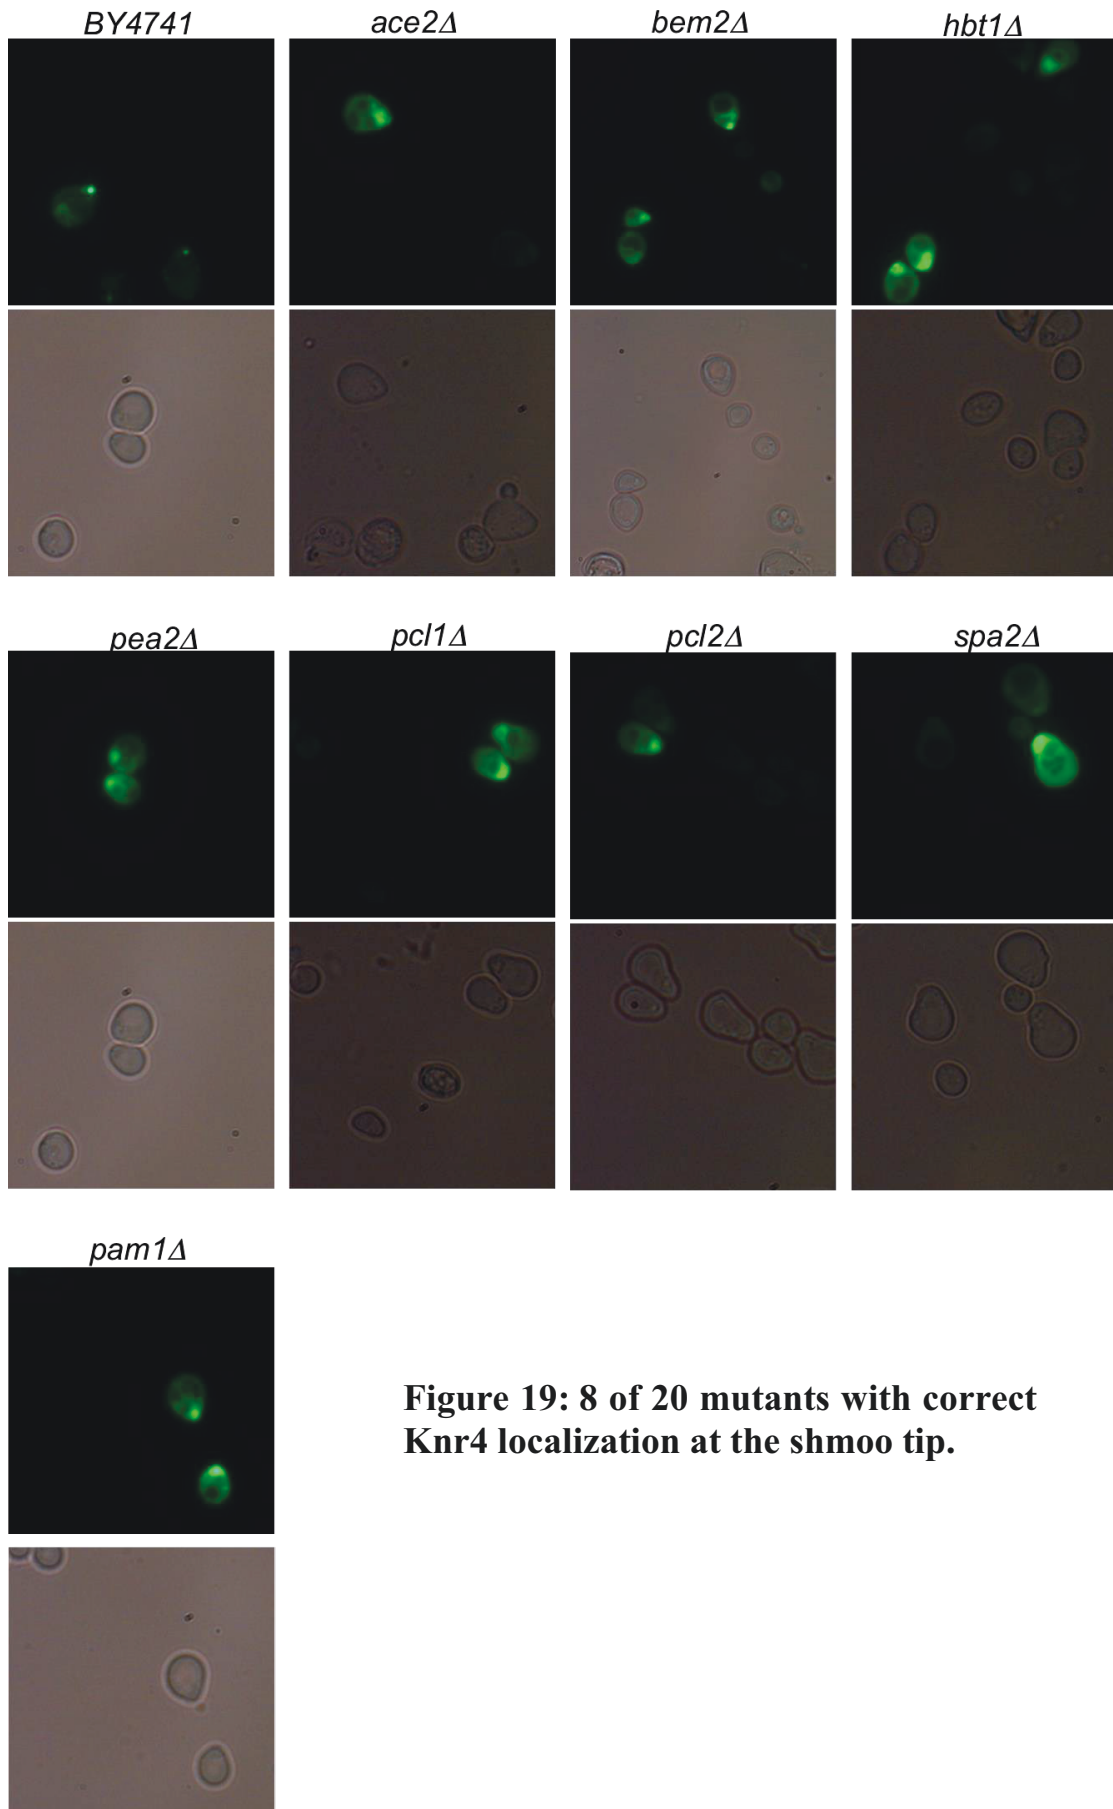 BY4741 ace2Δ bem2Δ hbt1Δ
pea2Δ pcl1Δ pcl2Δ spa2Δ
pam1Δ
Figure 19: 8 of 20 mutants with correct
Knr4 localization at the shmoo tip.